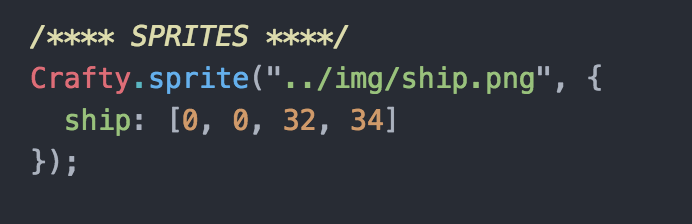 /**** SPRITES ****/
Crafty.sprite("../img/ship.png", {
  ship: [0, 0, 32, 34]
});